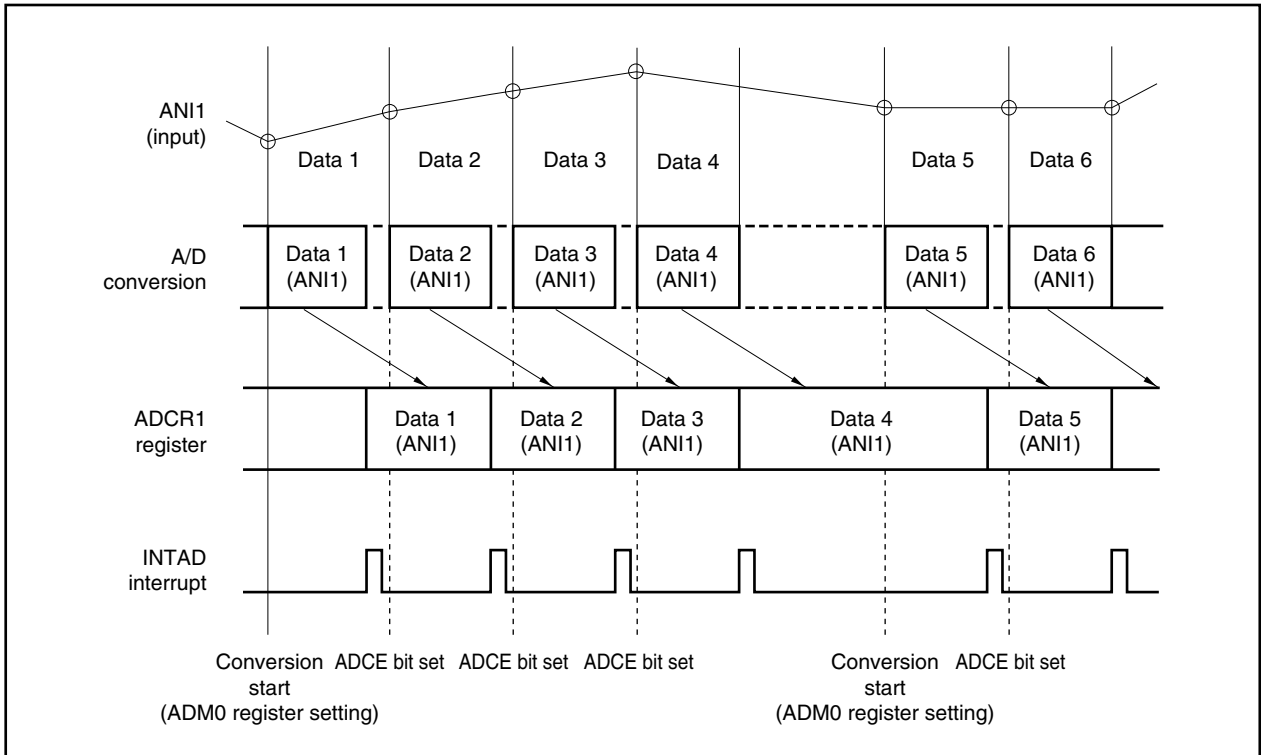 ANI1
(input)
Data 1
Data 2
Data 3
Data 4
Data 5
Data 6
A/D
conversion
Data 1
(ANI1)
Data 2
(ANI1)
Data 3
(ANI1)
Data 4
(ANI1)
Data 5
(ANI1)
Data 6
(ANI1)
ADCR1
register
Data 1
(ANI1)
Data 2
(ANI1)
Data 3
(ANI1)
Data 4
(ANI1)
Data 5
(ANI1)
INTAD
interrupt
Conversion
start
(ADM0 register setting)
ADCE bit set
ADCE bit set
ADCE bit set
Conversion
start
(ADM0 register setting)
ADCE bit set